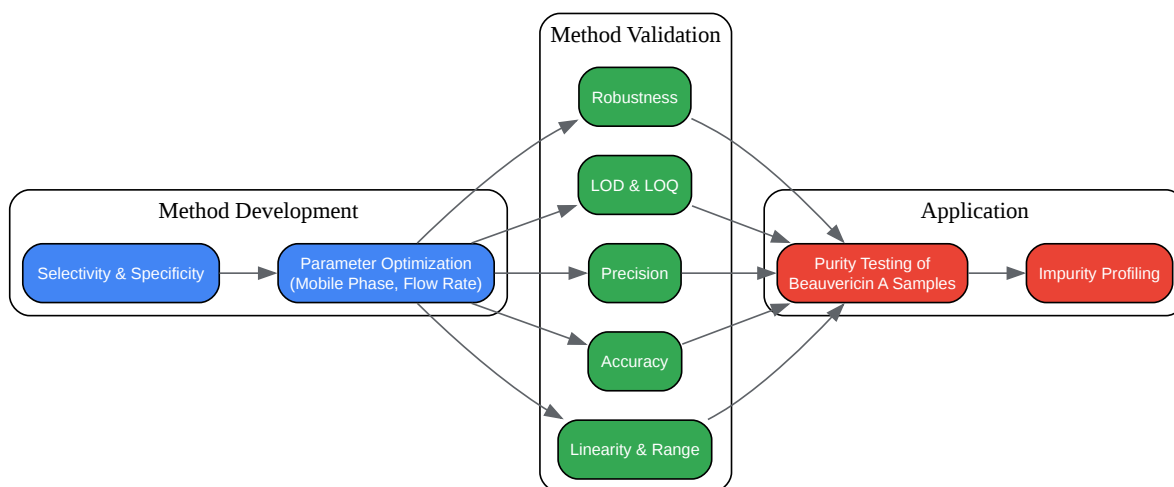 Method Development
Selectivity & Specificity
Parameter Optimization
(Mobile Phase, Flow Rate)
Method Validation
Robustness
LOD & LOQ
Precision
Accuracy
Linearity & Range
Application
Purity Testing of
Beauvericin A Samples
Impurity Profiling